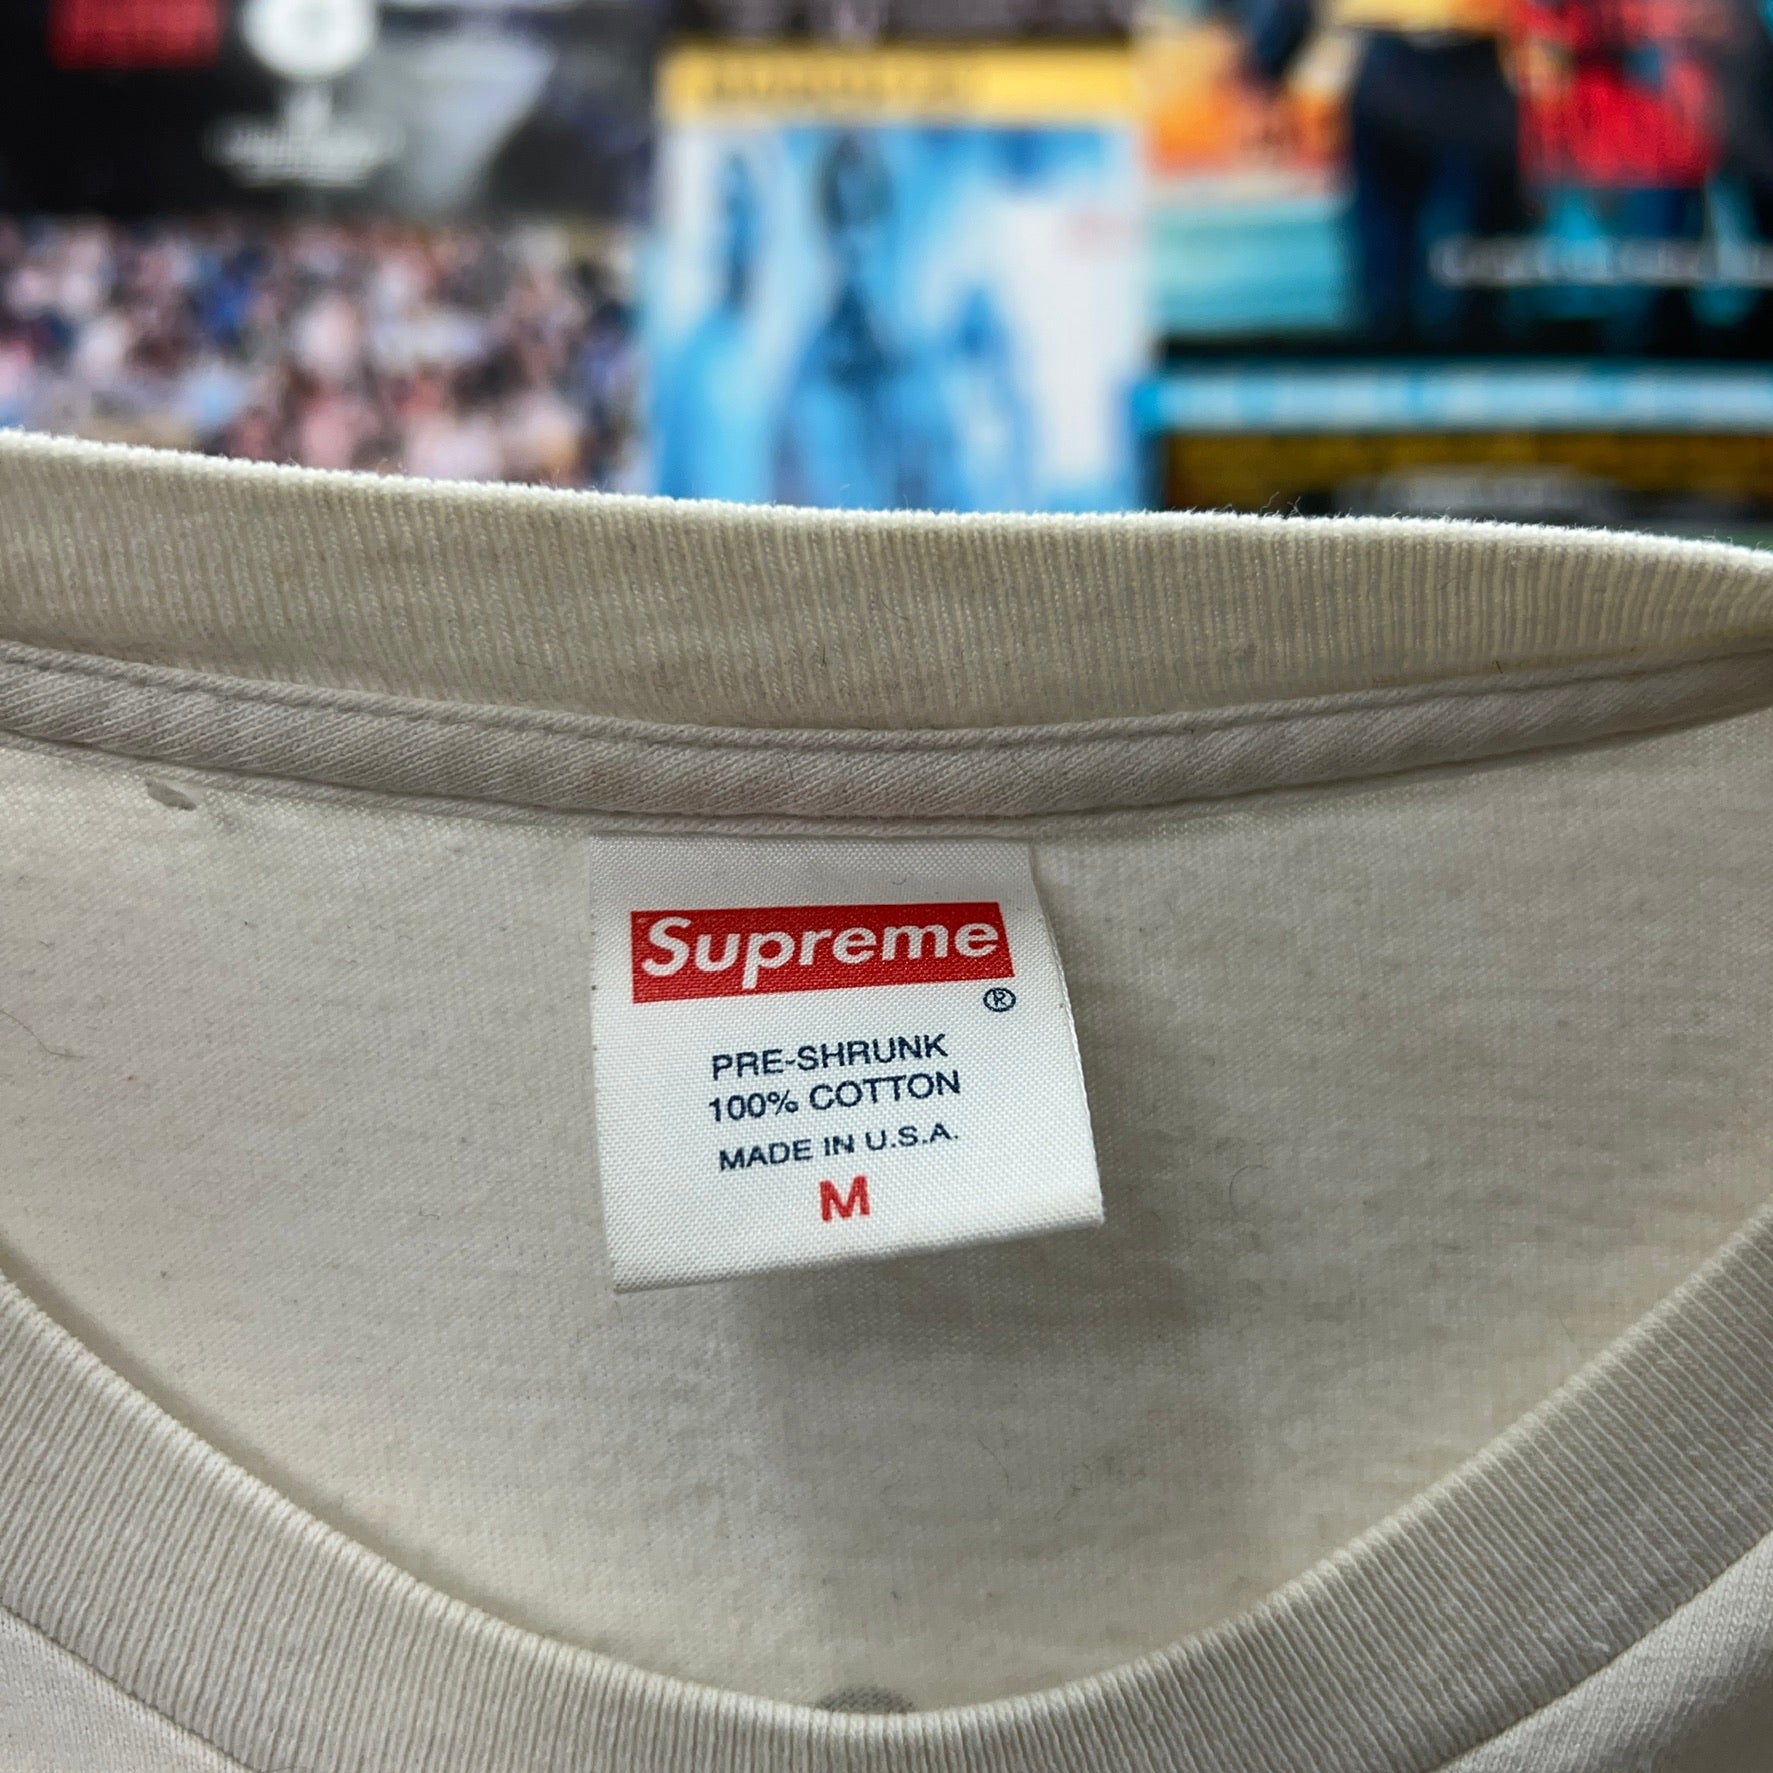 Supreme
®
PRE-SHRUNK
100% COTTON
MADE IN U.S.A.
M